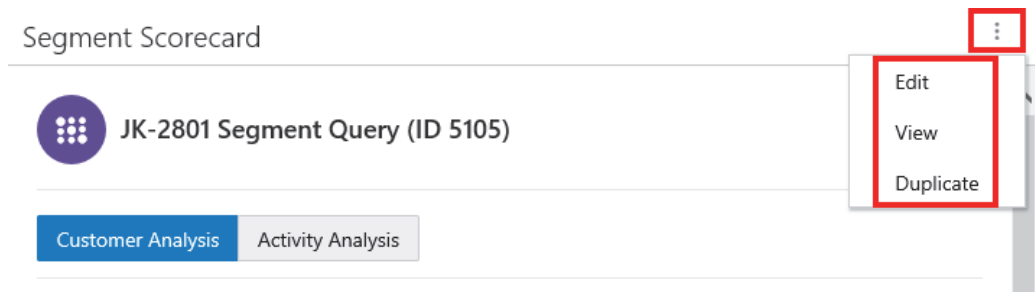 Segment Scorecard
Edit
JK-2801 Segment Query (ID 5105)
View
Duplicate
Customer Analysis
Activity Analysis